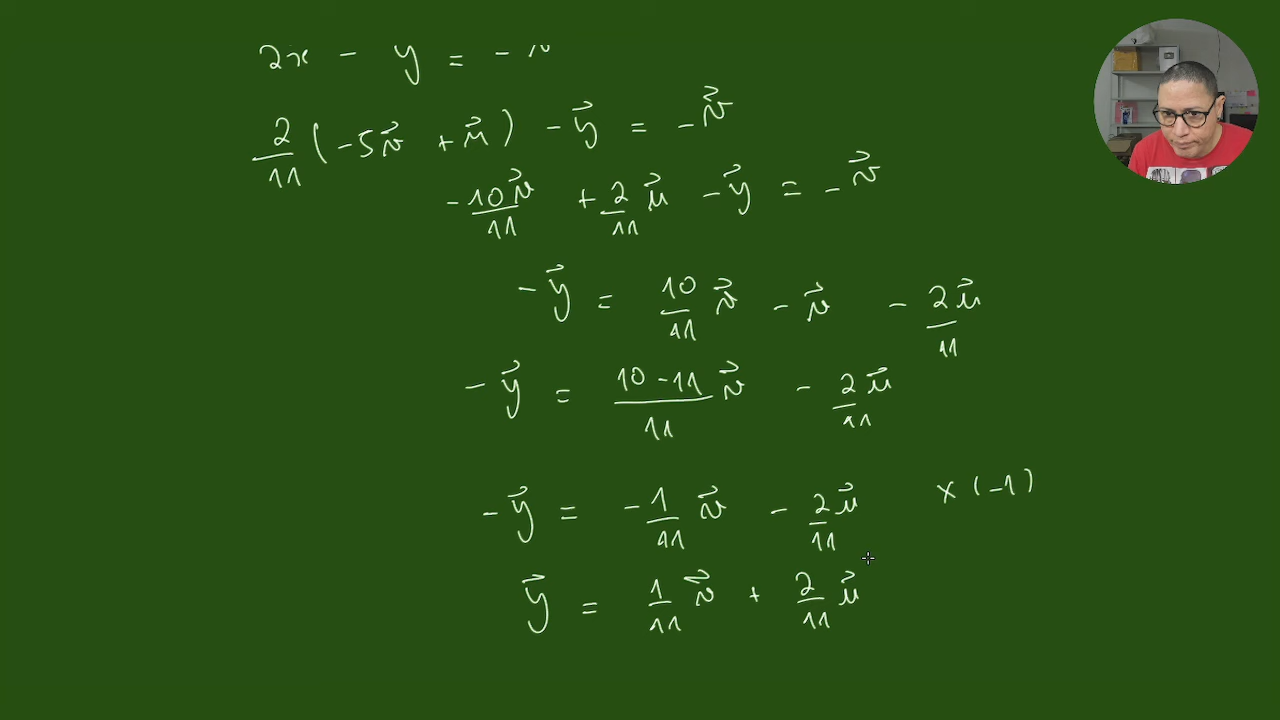 2x - y = - v
2/11 (-5v⃗ + u⃗) - y⃗ = - v⃗
- 10v⃗/11 + 2/11 u⃗ - y⃗ = - v⃗
- y⃗ = 10/11 v⃗ - v⃗ - 2u⃗/11
- y⃗ = (10 - 11)/11 v⃗ - 2u⃗/11
- y⃗ = - 1/11 v⃗ - 2u⃗/11 x (-1)
y⃗ = 1/11 v⃗ + 2/11 u⃗